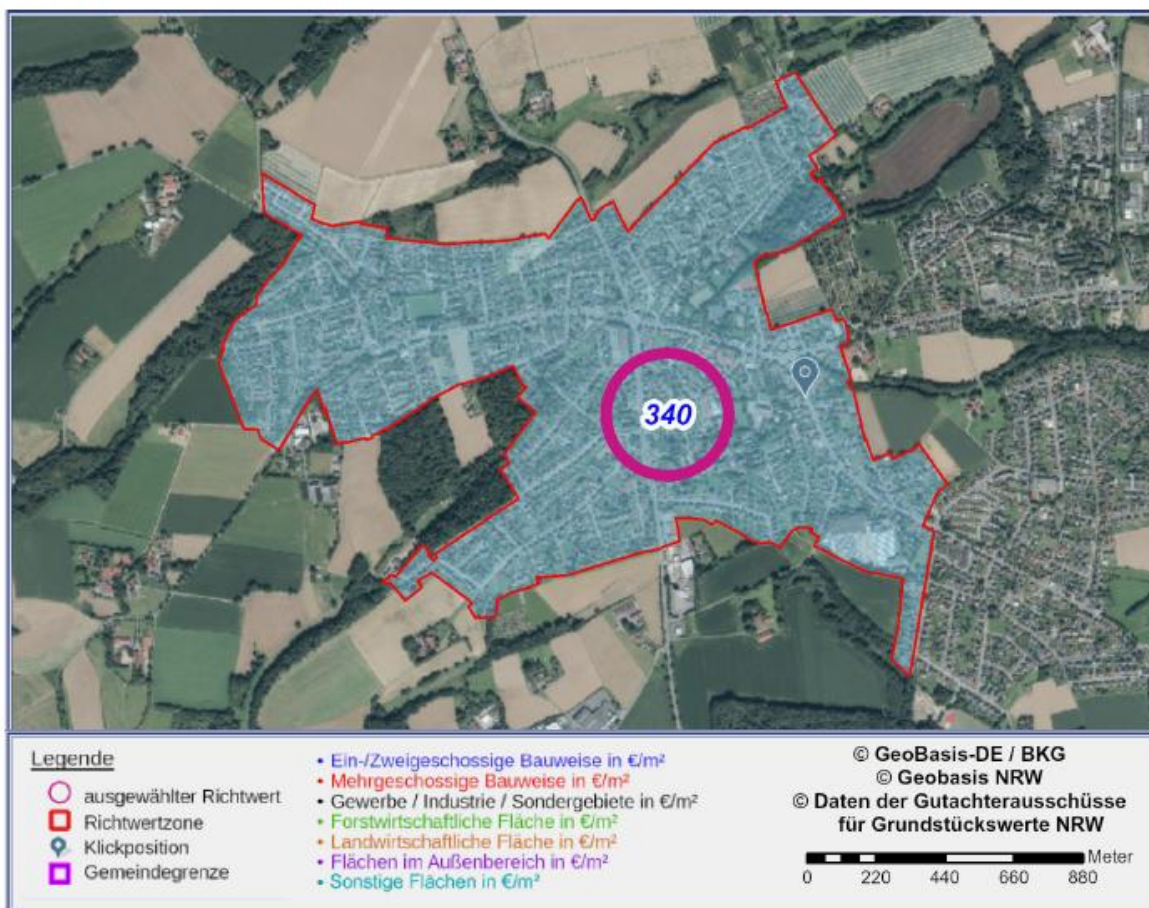 340
Legende
ausgewählter Richtwert
Richtwertzone
Klickposition
Gemeindegrenze
• Ein-/Zweigeschossige Bauweise in €/m²
• Mehrgeschossige Bauweise in €/m²
• Gewerbe / Industrie / Sondergebiete in €/m²
• Forstwirtschaftliche Fläche in €/m²
• Landwirtschaftliche Fläche in €/m²
• Flächen im Außenbereich in €/m²
• Sonstige Flächen in €/m²
© GeoBasis-DE / BKG
© Geobasis NRW
© Daten der Gutachterausschüsse
für Grundstückswerte NRW
Meter
0 220 440 660 880